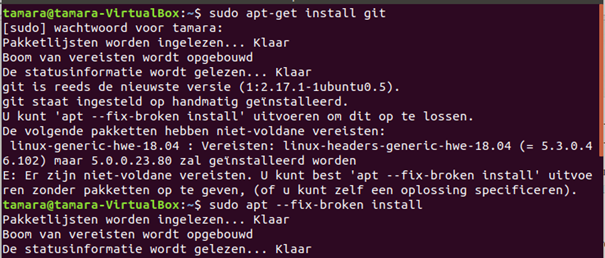 tamara@tamara-VirtualBox:~$ sudo apt-get install git
[sudo] wachtwoord voor tamara:
Pakketlijsten worden ingelezen... Klaar
Boom van vereisten wordt opgebouwd
De statusinformatie wordt gelezen... Klaar
git is reeds de nieuwste versie (1:2.17.1-1ubuntu0.5).
git staat ingesteld op handmatig geïnstalleerd.
U kunt 'apt --fix-broken install' uitvoeren om dit op te lossen.
De volgende pakketten hebben niet-voldane vereisten:
 linux-generic-hwe-18.04 : Vereisten: linux-headers-generic-hwe-18.04 (= 5.3.0.4
6.102) maar 5.0.0.23.80 zal geïnstalleerd worden
E: Er zijn niet-voldane vereisten. U kunt best 'apt --fix-broken install' uitvoe
ren zonder pakketten op te geven, (of u kunt zelf een oplossing specificeren).
tamara@tamara-VirtualBox:~$ sudo apt --fix-broken install
Pakketlijsten worden ingelezen... Klaar
Boom van vereisten wordt opgebouwd
De statusinformatie wordt gelezen... Klaar